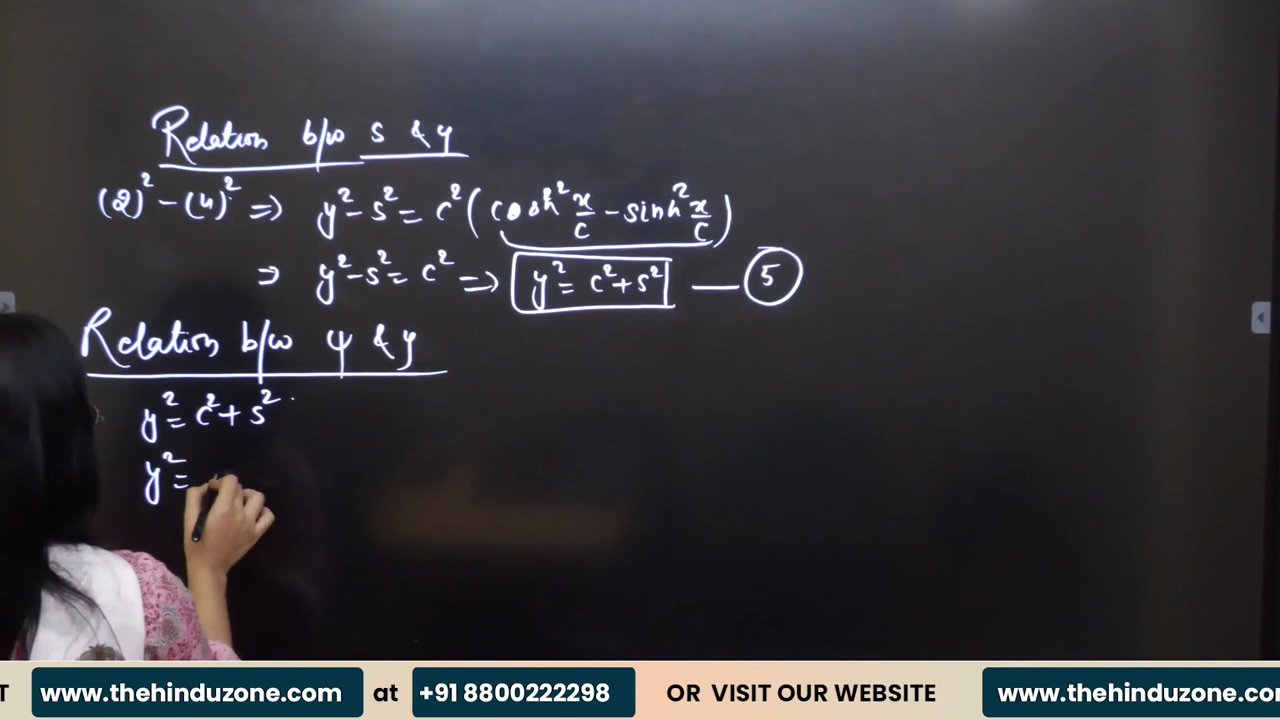 Relation b/w s & y
(2)² - (4)² => y² - s² = c² (cosh² x/c - sinh² x/c)
=> y² - s² = c² => y² = c² + s² — 5
Relation b/w ψ & y
y² = c² + s²
y² =
www.thehinduzone.com at +91 8800222298 OR VISIT OUR WEBSITE www.thehinduzone.co